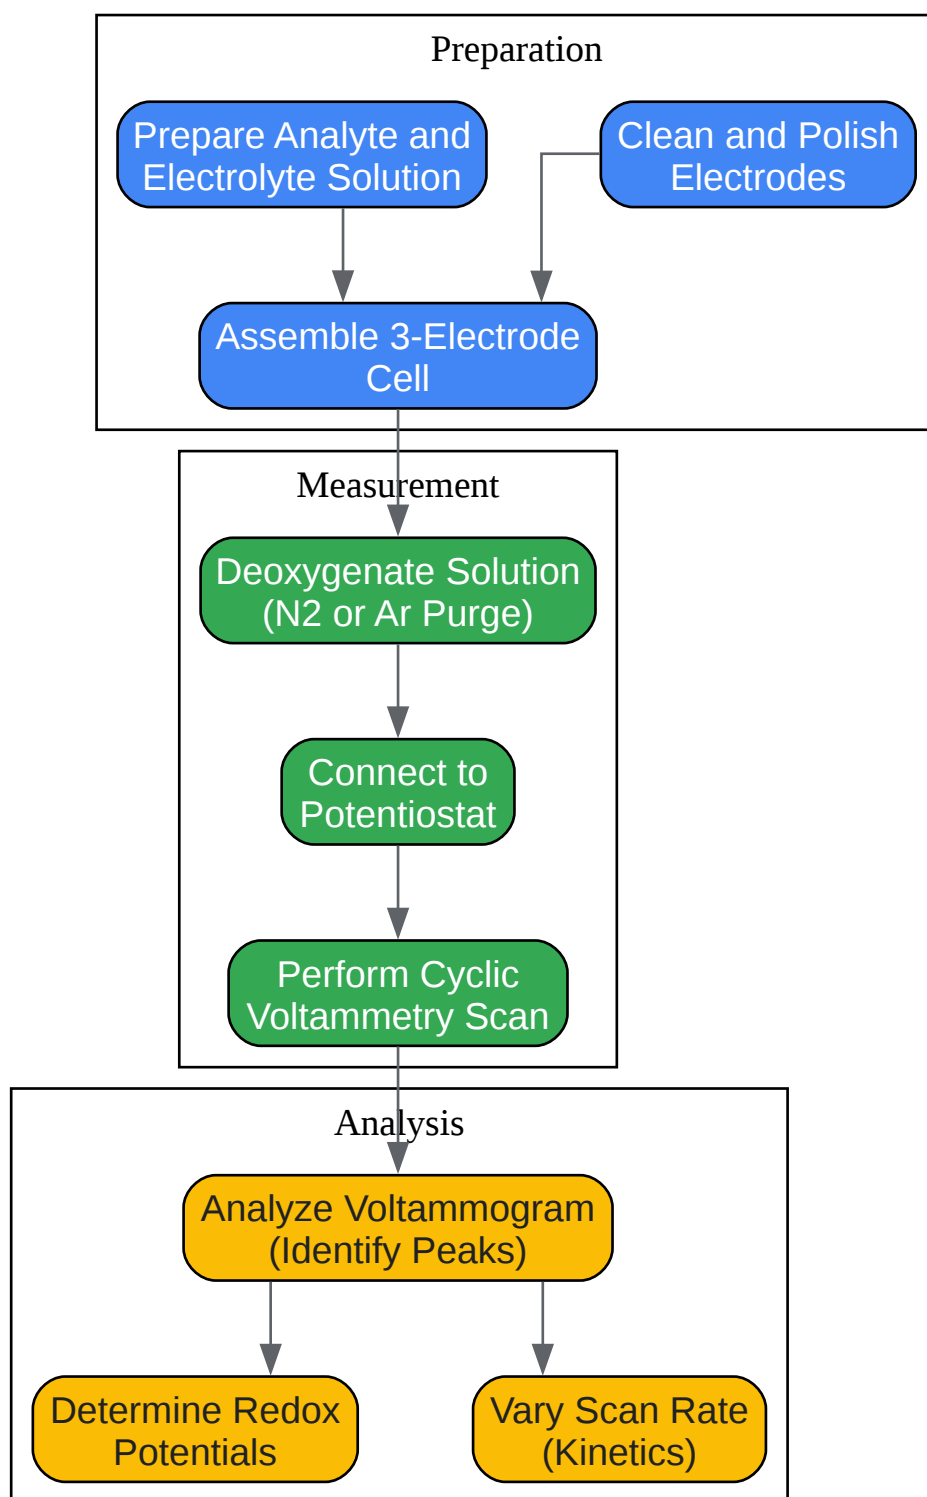 Preparation
Prepare Analyte and
Electrolyte Solution
Clean and Polish
Electrodes
Assemble 3-Electrode
Cell
Measurement
Deoxygenate Solution
(N2 or Ar Purge)
Connect to
Potentiostat
Perform Cyclic
Voltammetry Scan
Analysis
Analyze Voltammogram
(Identify Peaks)
Determine Redox
Potentials
Vary Scan Rate
(Kinetics)